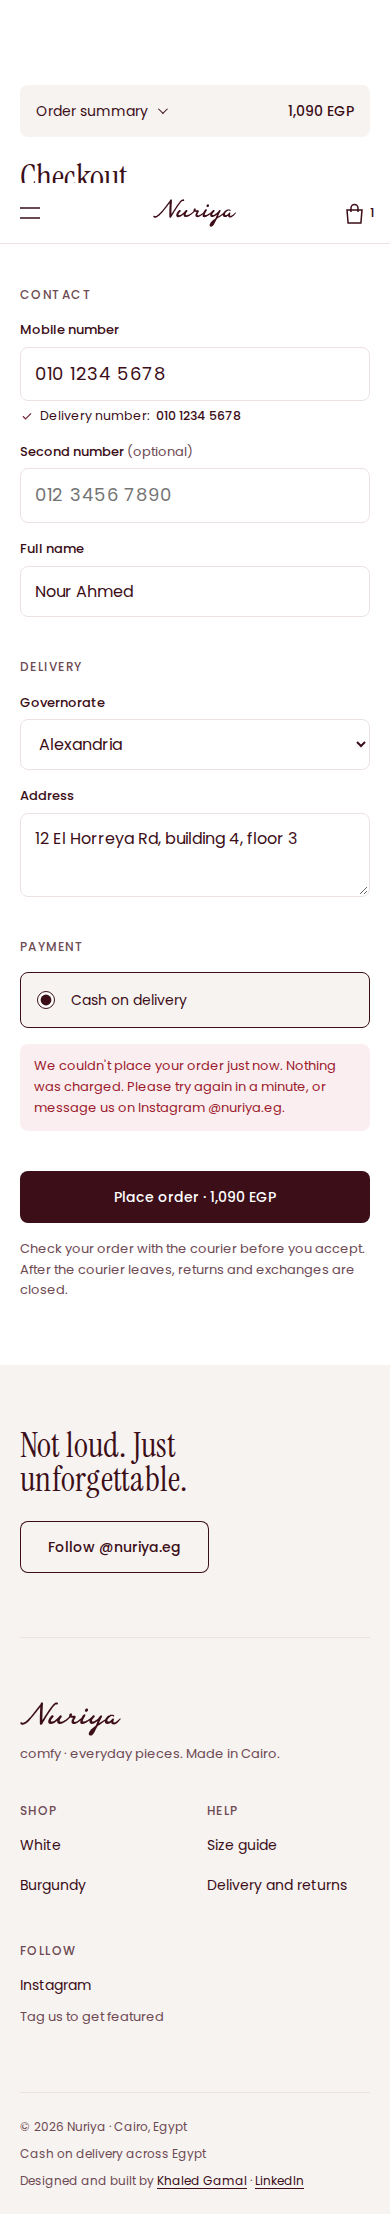 Order summary
1,090 EGP
Checkout
Nuriya
1
CONTACT
Mobile number
010 1234 5678
Delivery number: 010 1234 5678
Second number (optional)
012 3456 7890
Full name
Nour Ahmed
DELIVERY
Governorate
Alexandria
Address
12 El Horreya Rd, building 4, floor 3
PAYMENT
Cash on delivery
We couldn't place your order just now. Nothing
was charged. Please try again in a minute, or
message us on Instagram @nuriya.eg.
Place order · 1,090 EGP
Check your order with the courier before you accept.
After the courier leaves, returns and exchanges are
closed.
Not loud. Just
unforgettable.
Follow @nuriya.eg
Nuriya
comfy · everyday pieces. Made in Cairo.
SHOP
White
Burgundy
HELP
Size guide
Delivery and returns
FOLLOW
Instagram
Tag us to get featured
© 2026 Nuriya · Cairo, Egypt
Cash on delivery across Egypt
Designed and built by Khaled Gamal · LinkedIn